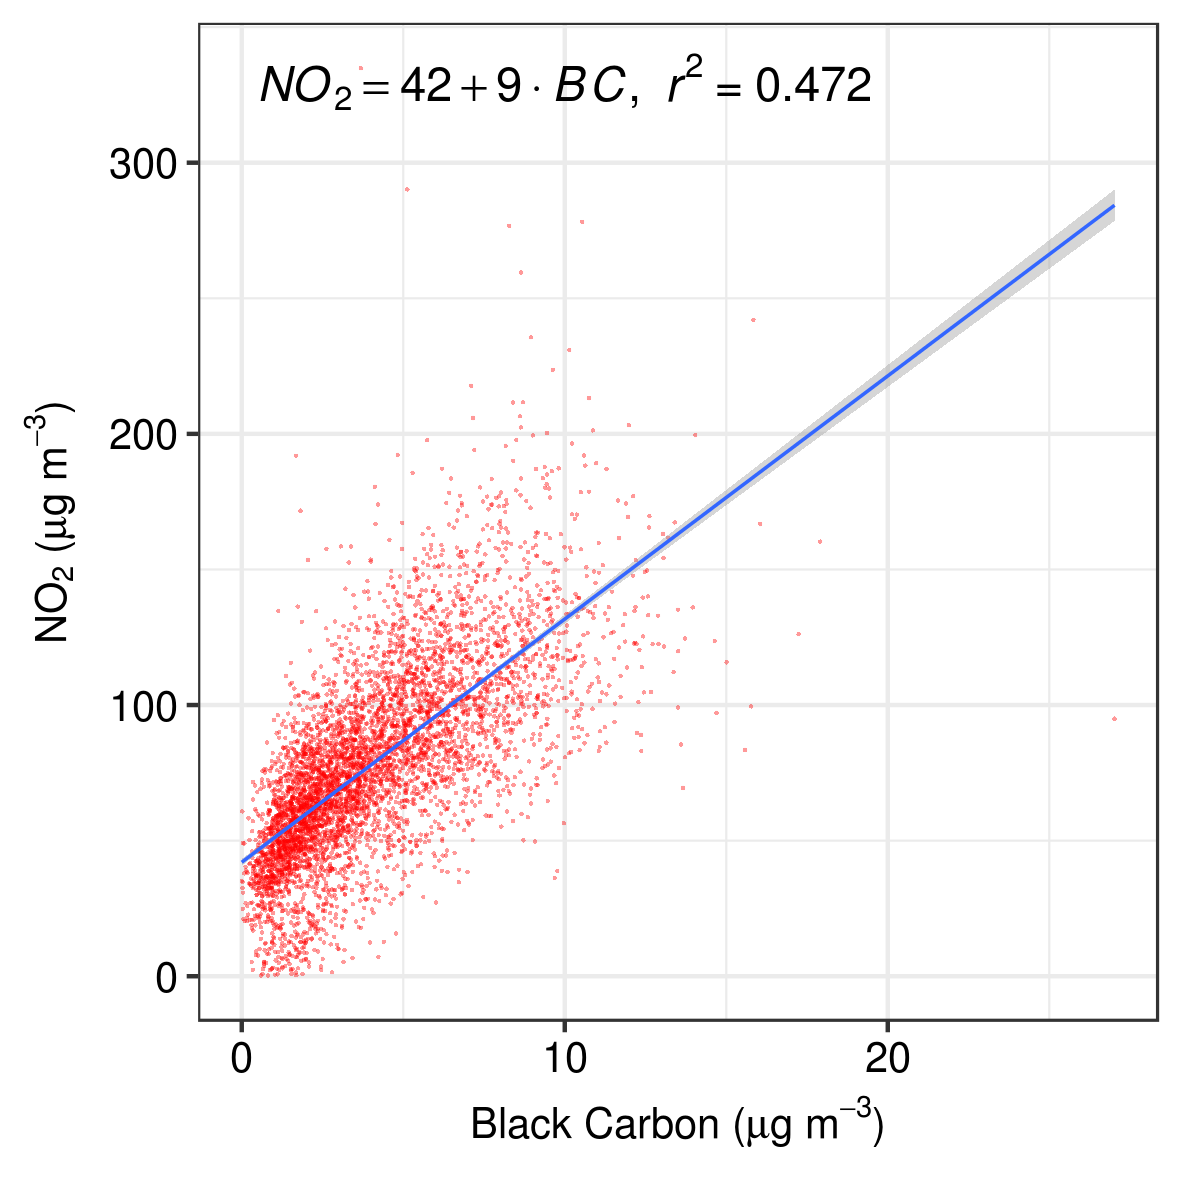 NO₂ = 42 + 9 · BC, r² = 0.472
300
200
100
0
NO₂ (μg m⁻³)
0 10 20
Black Carbon (μg m⁻³)